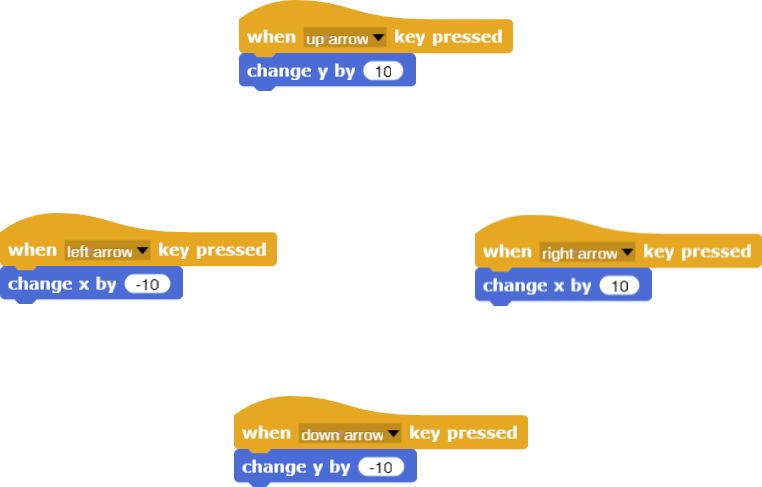 when up arrow key pressed
change y by 10
when left arrow key pressed
change x by -10
when right arrow key pressed
change x by 10
when down arrow key pressed
change y by -10